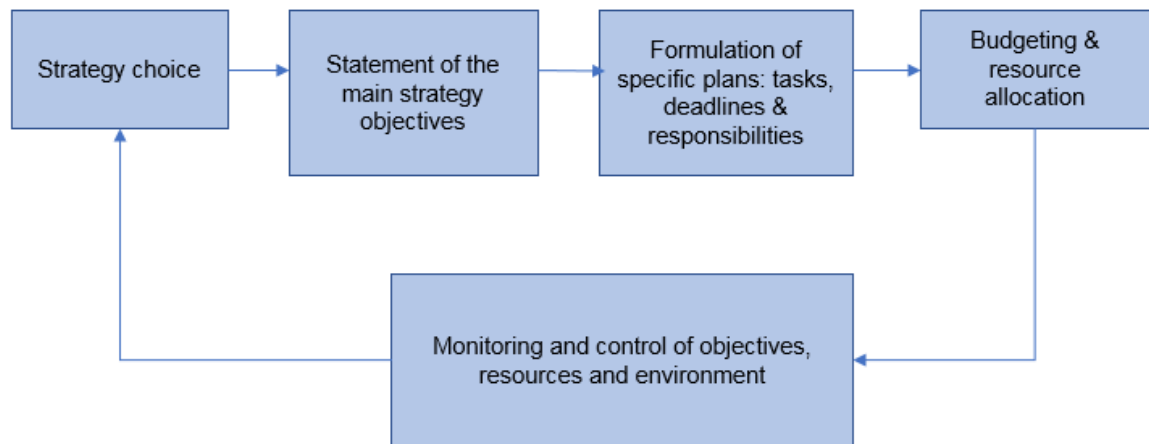 Strategy choice
Statement of the
main strategy
objectives
Formulation of
specific plans: tasks,
deadlines &
responsibilities
Budgeting &
resource
allocation
Monitoring and control of objectives,
resources and environment